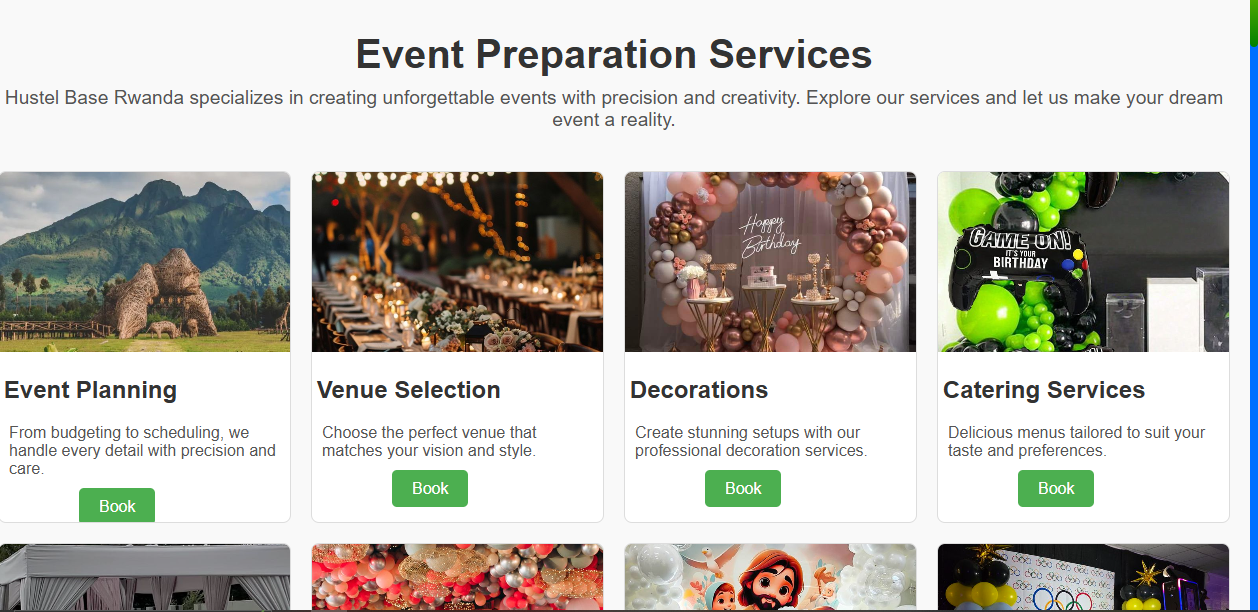 Event Preparation Services
Hustel Base Rwanda specializes in creating unforgettable events with precision and creativity. Explore our services and let us make your dream
event a reality.
Happy
Birthday
GAME ON!
IT'S YOUR
BIRTHDAY
Event Planning
Venue Selection
Decorations
Catering Services
From budgeting to scheduling, we
handle every detail with precision and
care.
Book
Choose the perfect venue that
matches your vision and style.
Book
Create stunning setups with our
professional decoration services.
Book
Delicious menus tailored to suit your
taste and preferences.
Book